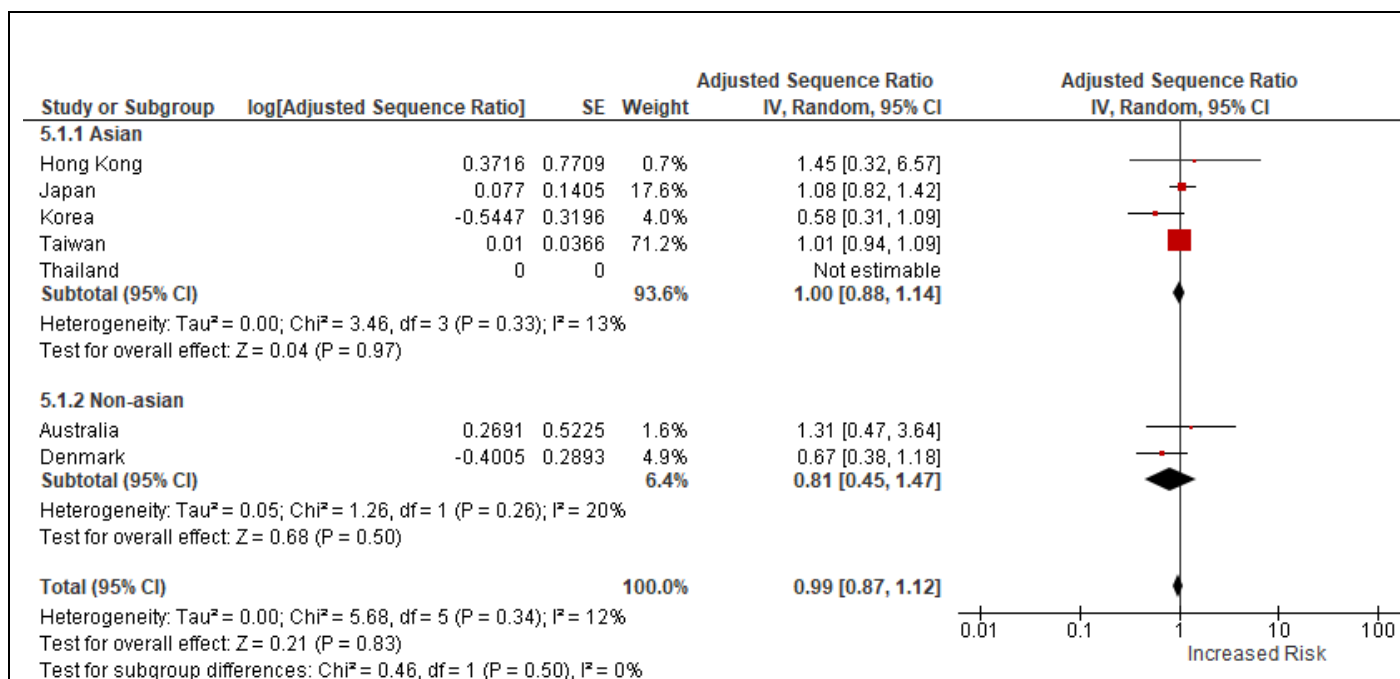 Adjusted Sequence Ratio Adjusted Sequence Ratio
Study or Subgroup log[Adjusted Sequence Ratio] SE Weight IV, Random, 95% CI IV, Random, 95% CI
5.1.1 Asian
Hong Kong 0.3716 0.7709 0.7% 1.45 [0.32, 6.57]
Japan 0.077 0.1405 17.6% 1.08 [0.82, 1.42]
Korea -0.5447 0.3196 4.0% 0.58 [0.31, 1.09]
Taiwan 0.01 0.0366 71.2% 1.01 [0.94, 1.09]
Thailand 0 0 Not estimable
Subtotal (95% CI) 93.6% 1.00 [0.88, 1.14]
Heterogeneity: Tau² = 0.00; Chi² = 3.46, df = 3 (P = 0.33); I² = 13%
Test for overall effect: Z = 0.04 (P = 0.97)
5.1.2 Non-asian
Australia 0.2691 0.5225 1.6% 1.31 [0.47, 3.64]
Denmark -0.4005 0.2893 4.9% 0.67 [0.38, 1.18]
Subtotal (95% CI) 6.4% 0.81 [0.45, 1.47]
Heterogeneity: Tau² = 0.05; Chi² = 1.26, df = 1 (P = 0.26); I² = 20%
Test for overall effect: Z = 0.68 (P = 0.50)
Total (95% CI) 100.0% 0.99 [0.87, 1.12]
Heterogeneity: Tau² = 0.00; Chi² = 5.68, df = 5 (P = 0.34); I² = 12%
Test for overall effect: Z = 0.21 (P = 0.83)
Test for subgroup differences: Chi² = 0.46, df = 1 (P = 0.50), I² = 0%
0.01 0.1 1 10 100
Increased Risk